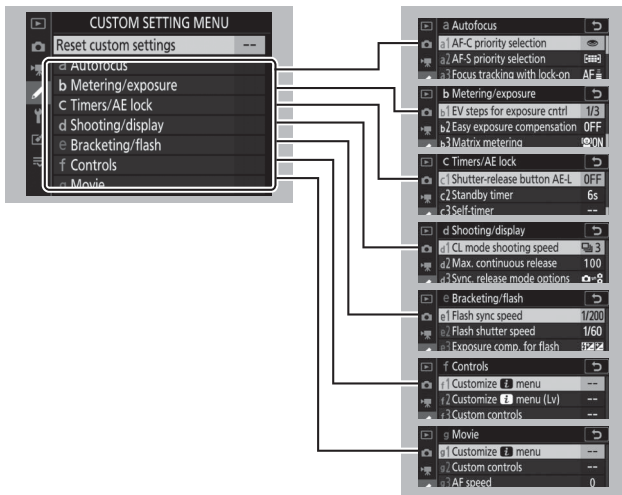 CUSTOM SETTING MENU
Reset custom settings --
a Autofocus
b Metering/exposure
c Timers/AE lock
d Shooting/display
e Bracketing/flash
f Controls
g Movie
a Autofocus
a1 AF-C priority selection
a2 AF-S priority selection
a3 Focus tracking with lock-on AF
b Metering/exposure
b1 EV steps for exposure cntrl 1/3
b2 Easy exposure compensation OFF
b3 Matrix metering ON
c Timers/AE lock
c1 Shutter-release button AE-L OFF
c2 Standby timer 6s
c3 Self-timer --
d Shooting/display
d1 CL mode shooting speed 3
d2 Max. continuous release 100
d3 Sync. release mode options
e Bracketing/flash
e1 Flash sync speed 1/200
e2 Flash shutter speed 1/60
e3 Exposure comp. for flash
f Controls
f1 Customize i menu --
f2 Customize i menu (Lv) --
f3 Custom controls --
g Movie
g1 Customize i menu --
g2 Custom controls --
g3 AF speed 0